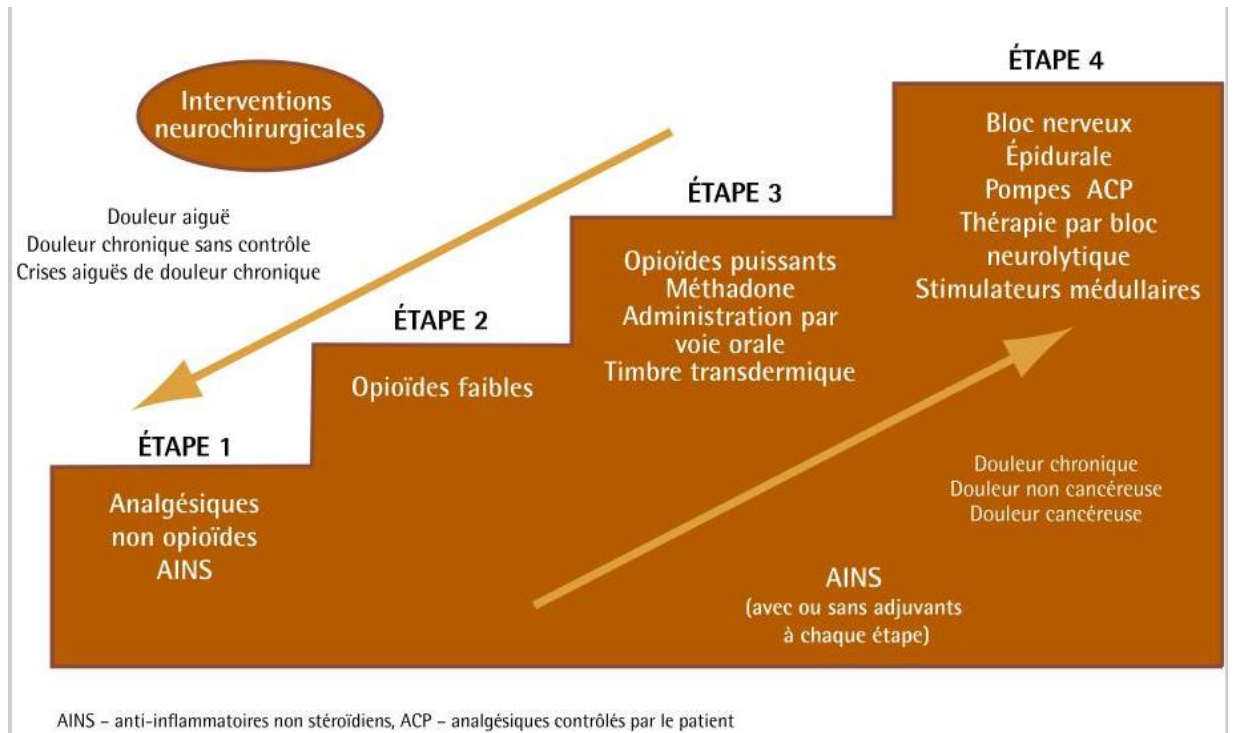 Interventions
neurochirurgicales
Douleur aiguë
Douleur chronique sans contrôle
Crises aiguës de douleur chronique
ÉTAPE 1
Analgésiques
non opioïdes
AINS
ÉTAPE 2
Opioïdes faibles
ÉTAPE 3
Opioïdes puissants
Méthadone
Administration par
voie orale
Timbre transdermique
ÉTAPE 4
Bloc nerveux
Épidurale
Pompes ACP
Thérapie par bloc
neurolytique
Stimulateurs médullaires
Douleur chronique
Douleur non cancéreuse
Douleur cancéreuse
AINS
(avec ou sans adjuvants
à chaque étape)
AINS – anti-inflammatoires non stéroïdiens, ACP – analgésiques contrôlés par le patient